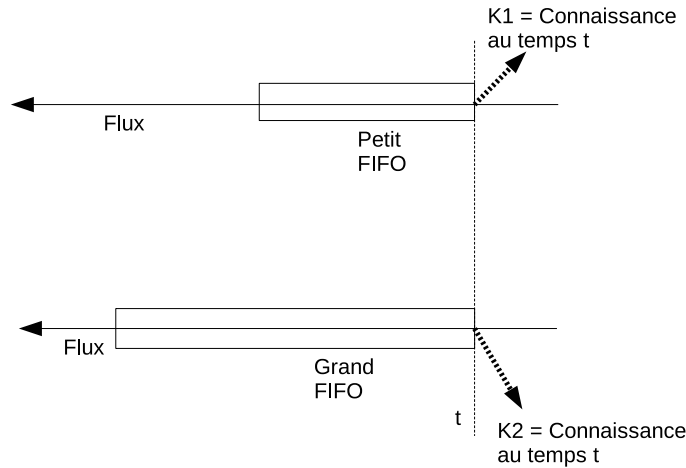 K1 = Connaissance
au temps t
Flux
Petit
FIFO
Flux
Grand
FIFO
t
K2 = Connaissance
au temps t